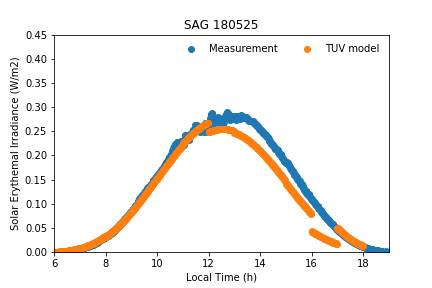 SAG 180525
Measurement TUV model
Solar Erythemal Irradiance (W/m2)
0.45
0.40
0.35
0.30
0.25
0.20
0.15
0.10
0.05
0.00
6 8 10 12 14 16 18
Local Time (h)